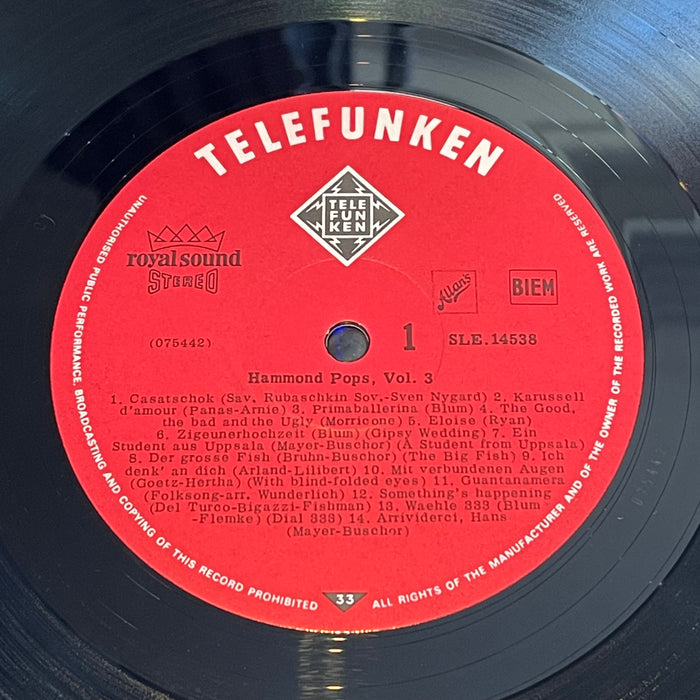 TELEFUNKEN
TELE
FUN
KEN
royal sound
STEREO
Allan's
BIEM
(075442)
1
SLE.14538
Hammond Pops, Vol. 3
1. Casatschok (Sav. Rubaschkin Sov.-Sven Nygard) 2. Karussell
d'amour (Panas-Arnie) 3. Primaballerina (Blum) 4. The Good,
the bad and the Ugly (Morricone) 5. Eloise (Ryan)
6. Zigeunerhochzeit (Blum) (Gipsy Wedding) 7. Ein
Student aus Uppsala (Mayer-Buschor) (A Student from Uppsala)
8. Der grosse Fish (Bruhn-Buschor) (The Big Fish) 9. Ich
denk' an dich (Arland-Lilibert) 10. Mit verbundenen Augen
(Goetz-Hertha) (With blind-folded eyes) 11. Guantanamera
(Folksong-arr. Wunderlich) 12. Something's happening
(Del Turco-Bigazzi-Fishman) 13. Waehle 333 (Blum
-Flemke) (Dial 333) 14. Arrividerci, Hans
(Mayer-Buschor)
UNAUTHORISED PUBLIC PERFORMANCE, BROADCASTING AND COPYING OF THIS RECORD PROHIBITED
33
ALL RIGHTS OF THE MANUFACTURER AND OF THE OWNER OF THE RECORDED WORK ARE RESERVED